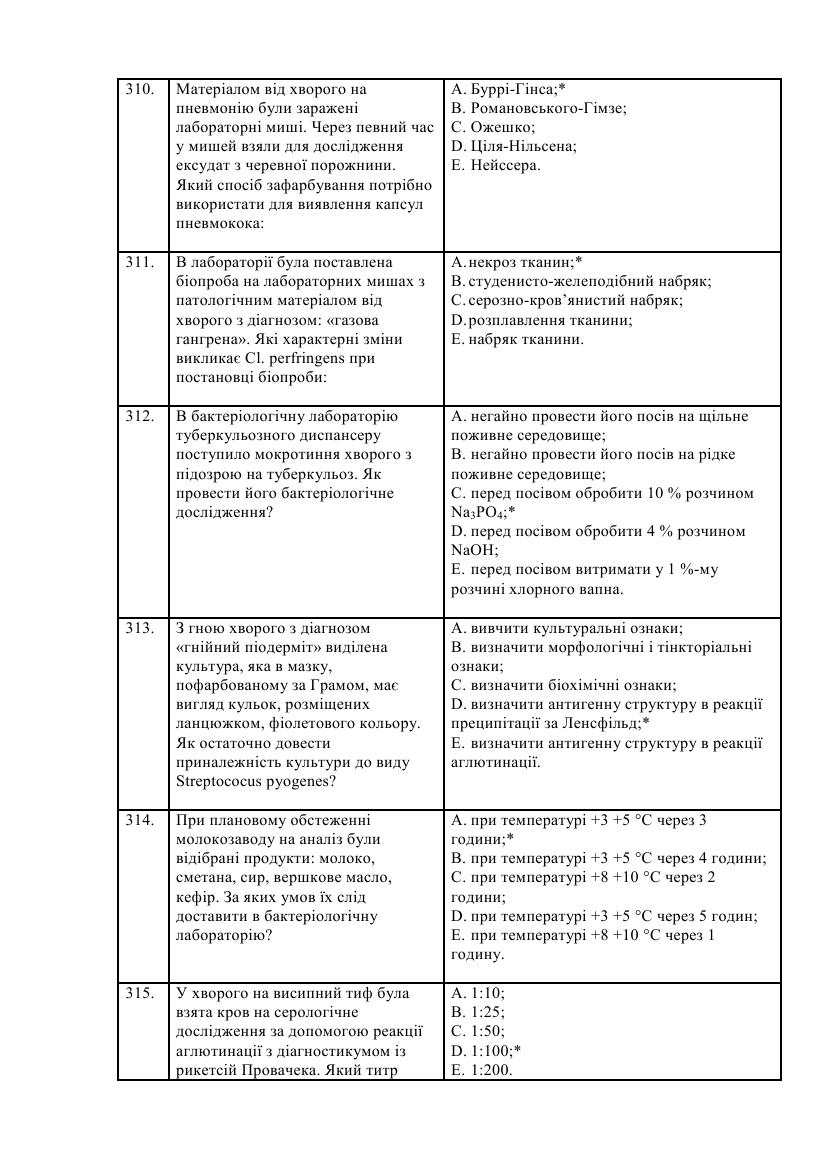 310.
Матеріалом від хворого на
пневмонію були заражені
лабораторні миші. Через певний час
у мишей взяли для дослідження
ексудат з черевної порожнини.
Який спосіб зафарбування потрібно
використати для виявлення капсул
пневмокока:
А. Буррі-Гінса;*
В. Романовського-Гімзе;
С. Ожешко;
D. Ціля-Нільсена;
Е. Нейссера.
311.
В лабораторії була поставлена
біопроба на лабораторних мишах з
патологічним матеріалом від
хворого з діагнозом: «газова
гангрена». Які характерні зміни
викликає Cl. perfringens при
постановці біопроби:
А. некроз тканин;*
В. студенисто-желеподібний набряк;
С. серозно-кров’янистий набряк;
D. розплавлення тканини;
Е. набряк тканини.
312.
В бактеріологічну лабораторію
туберкульозного диспансеру
поступило мокротиння хворого з
підозрою на туберкульоз. Як
провести його бактеріологічне
дослідження?
А. негайно провести його посів на щільне
поживне середовище;
В. негайно провести його посів на рідке
поживне середовище;
С. перед посівом обробити 10 % розчином
Na₃PO₄;*
D. перед посівом обробити 4 % розчином
NaOH;
Е. перед посівом витримати у 1 %-му
розчині хлорного вапна.
313.
З гною хворого з діагнозом
«гнійний піодерміт» виділена
культура, яка в мазку,
пофарбованому за Грамом, має
вигляд кульок, розміщених
ланцюжком, фіолетового кольору.
Як остаточно довести
приналежність культури до виду
Streptococus pyogenes?
А. вивчити культуральні ознаки;
В. визначити морфологічні і тінкторіальні
ознаки;
С. визначити біохімічні ознаки;
D. визначити антигенну структуру в реакції
преципітації за Ленсфільд;*
Е. визначити антигенну структуру в реакції
аглютинації.
314.
При плановому обстеженні
молокозаводу на аналіз були
відібрані продукти: молоко,
сметана, сир, вершкове масло,
кефір. За яких умов їх слід
доставити в бактеріологічну
лабораторію?
А. при температурі +3 +5 °С через 3
години;*
В. при температурі +3 +5 °С через 4 години;
С. при температурі +8 +10 °С через 2
години;
D. при температурі +3 +5 °С через 5 годин;
Е. при температурі +8 +10 °С через 1
годину.
315.
У хворого на висипний тиф була
взята кров на серологічне
дослідження за допомогою реакції
аглютинації з діагностикумом із
рикетсій Провачека. Який титр
А. 1:10;
В. 1:25;
С. 1:50;
D. 1:100;*
Е. 1:200.